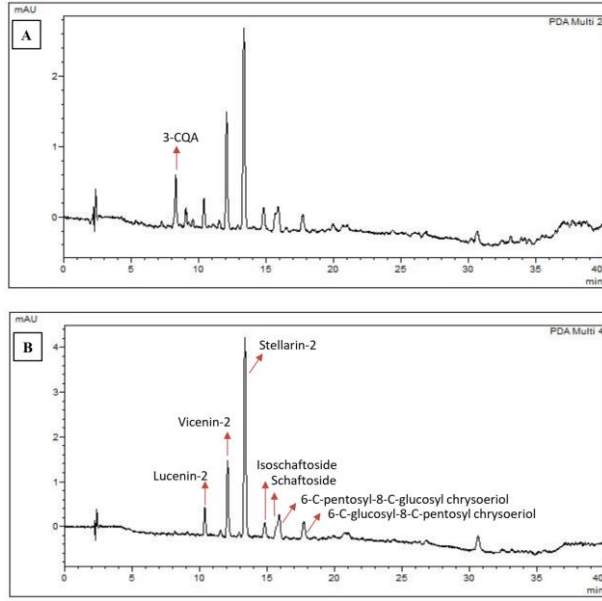 mAU
A
PDA Multi 2
2
1
0
3-CQA
0 5 10 15 20 25 30 35 40
min
mAU
B
PDA Multi 4
4
3
2
1
0
Stellarin-2
Vicenin-2
Lucenin-2
Isoschaftoside
Schaftoside
6-C-pentosyl-8-C-glucosyl chrysoeriol
6-C-glucosyl-8-C-pentosyl chrysoeriol
0 5 10 15 20 25 30 35 40
min